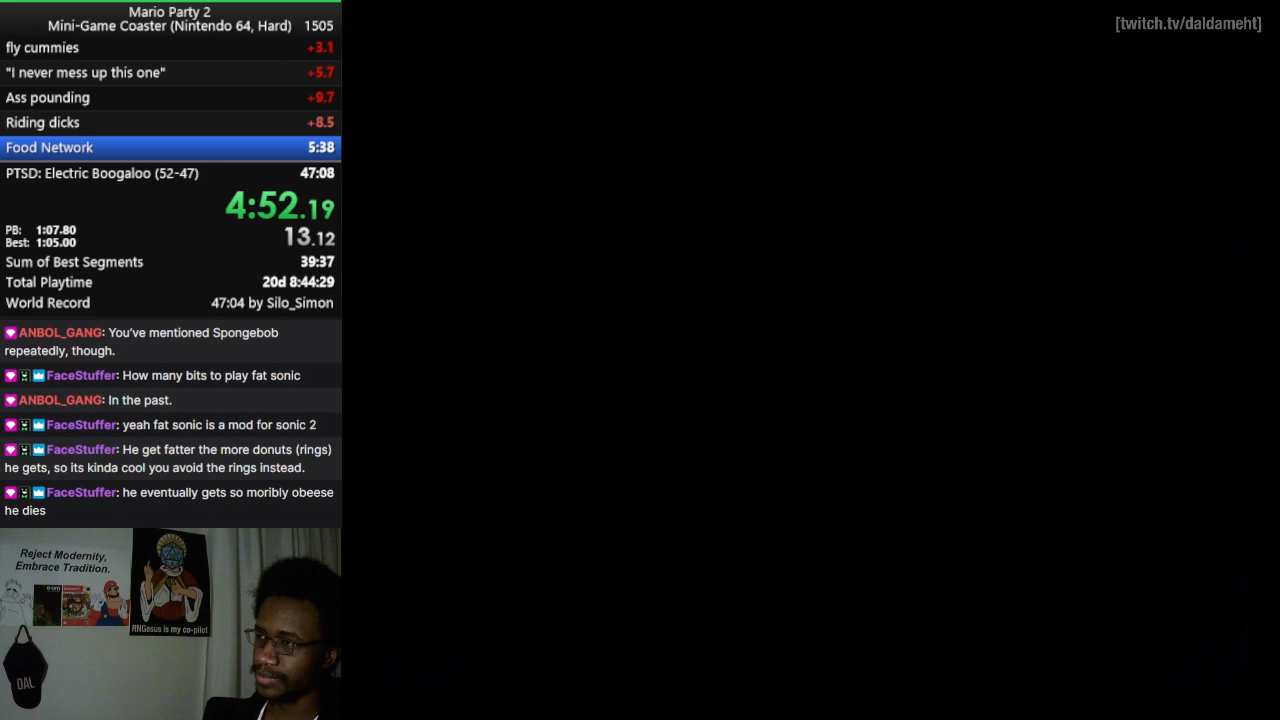 Mario Party 2
Mini-Game Coaster (Nintendo 64, Hard) 1505
[twitch.tv/daldameht]
fly cummies +3.1
"I never mess up this one" +5.7
Ass pounding +9.7
Riding dicks +8.5
Food Network 5:38
PTSD: Electric Boogaloo (52-47) 47:08
4:52.19
PB: 1:07.80
Best: 1:05.00
13.12
Sum of Best Segments 39:37
Total Playtime 20d 8:44:29
World Record 47:04 by Silo_Simon
ANBOL_GANG: You've mentioned Spongebob
repeatedly, though.
FaceStuffer: How many bits to play fat sonic
ANBOL_GANG: In the past.
FaceStuffer: yeah fat sonic is a mod for sonic 2
FaceStuffer: He get fatter the more donuts (rings)
he gets, so its kinda cool you avoid the rings instead.
FaceStuffer: he eventually gets so moribly obeese
he dies
Reject Modernity,
Embrace Tradition.
RNGesus is my co-pilot
DAL